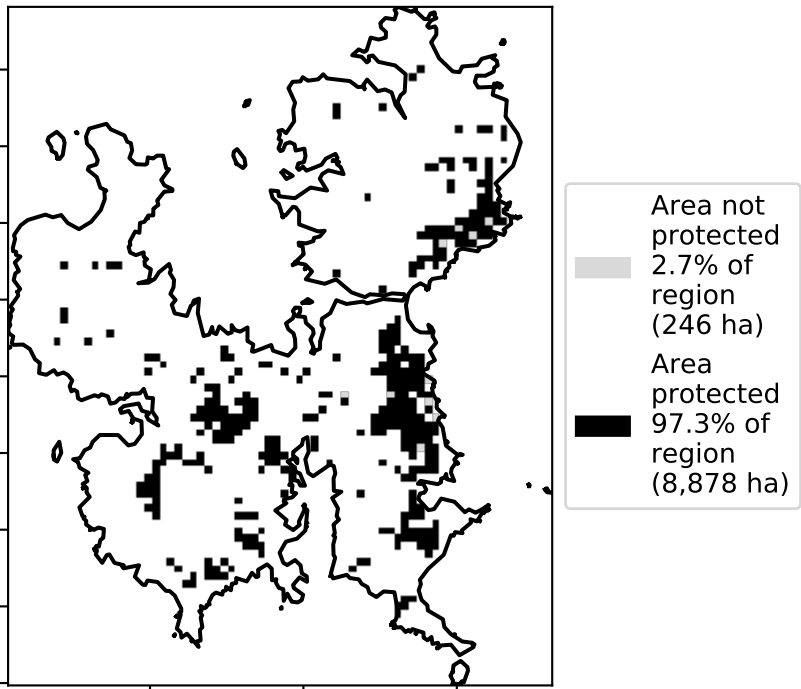 Area not
protected
2.7% of
region
(246 ha)
Area
protected
97.3% of
region
(8,878 ha)